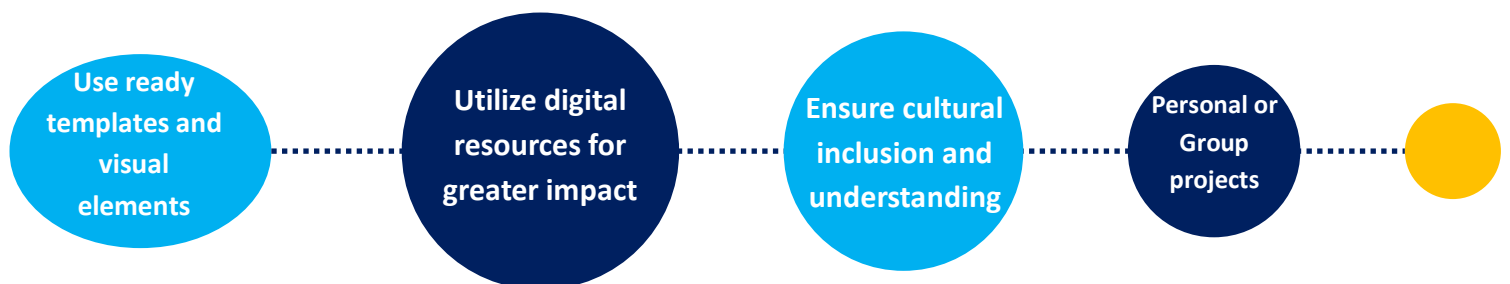 Use ready
templates and
visual
elements
Utilize digital
resources for
greater impact
Ensure cultural
inclusion and
understanding
Personal or
Group
projects